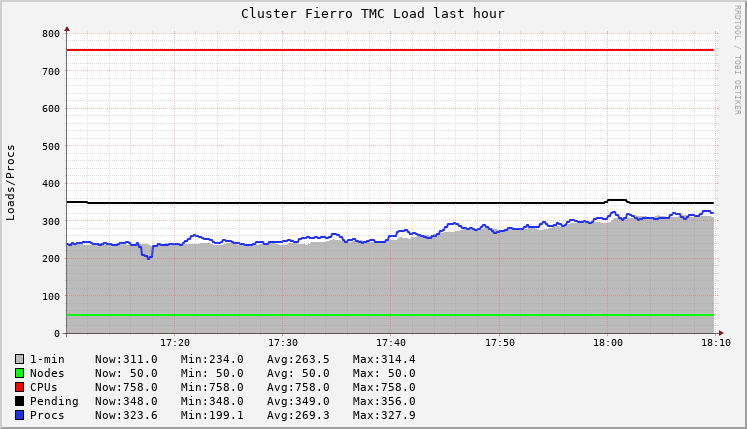 Cluster Fierro TMC Load last hour
RRDTOOL / TOBI OETIKER
Loads/Procs
800
700
600
500
400
300
200
100
0
17:20 17:30 17:40 17:50 18:00 18:10
1-min Now:311.0 Min:234.0 Avg:263.5 Max:314.4
Nodes Now: 50.0 Min: 50.0 Avg: 50.0 Max: 50.0
CPUs Now:758.0 Min:758.0 Avg:758.0 Max:758.0
Pending Now:348.0 Min:348.0 Avg:349.0 Max:356.0
Procs Now:323.6 Min:199.1 Avg:269.3 Max:327.9